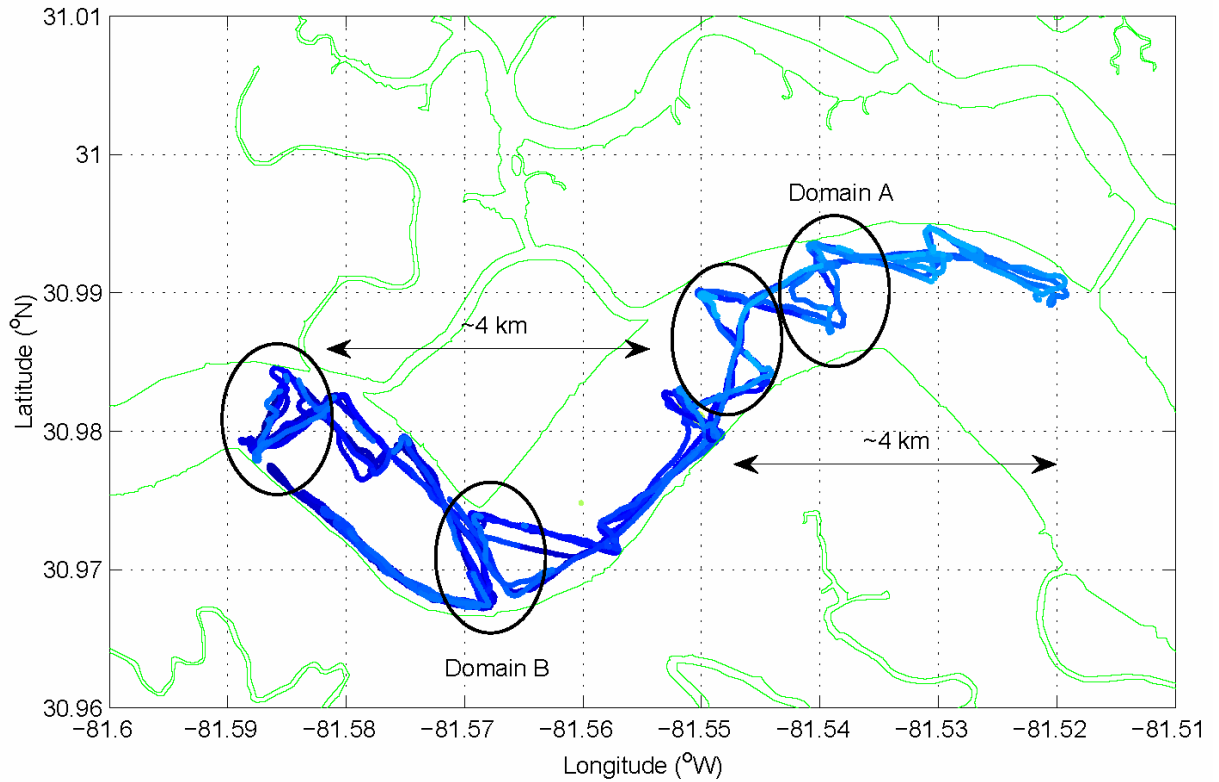 31.01
31
30.99
30.98
30.97
30.96
Latitude (°N)
Domain A
~4 km
~4 km
Domain B
−81.6
−81.59
−81.58
−81.57
−81.56
−81.55
−81.54
−81.53
−81.52
−81.51
Longitude (°W)